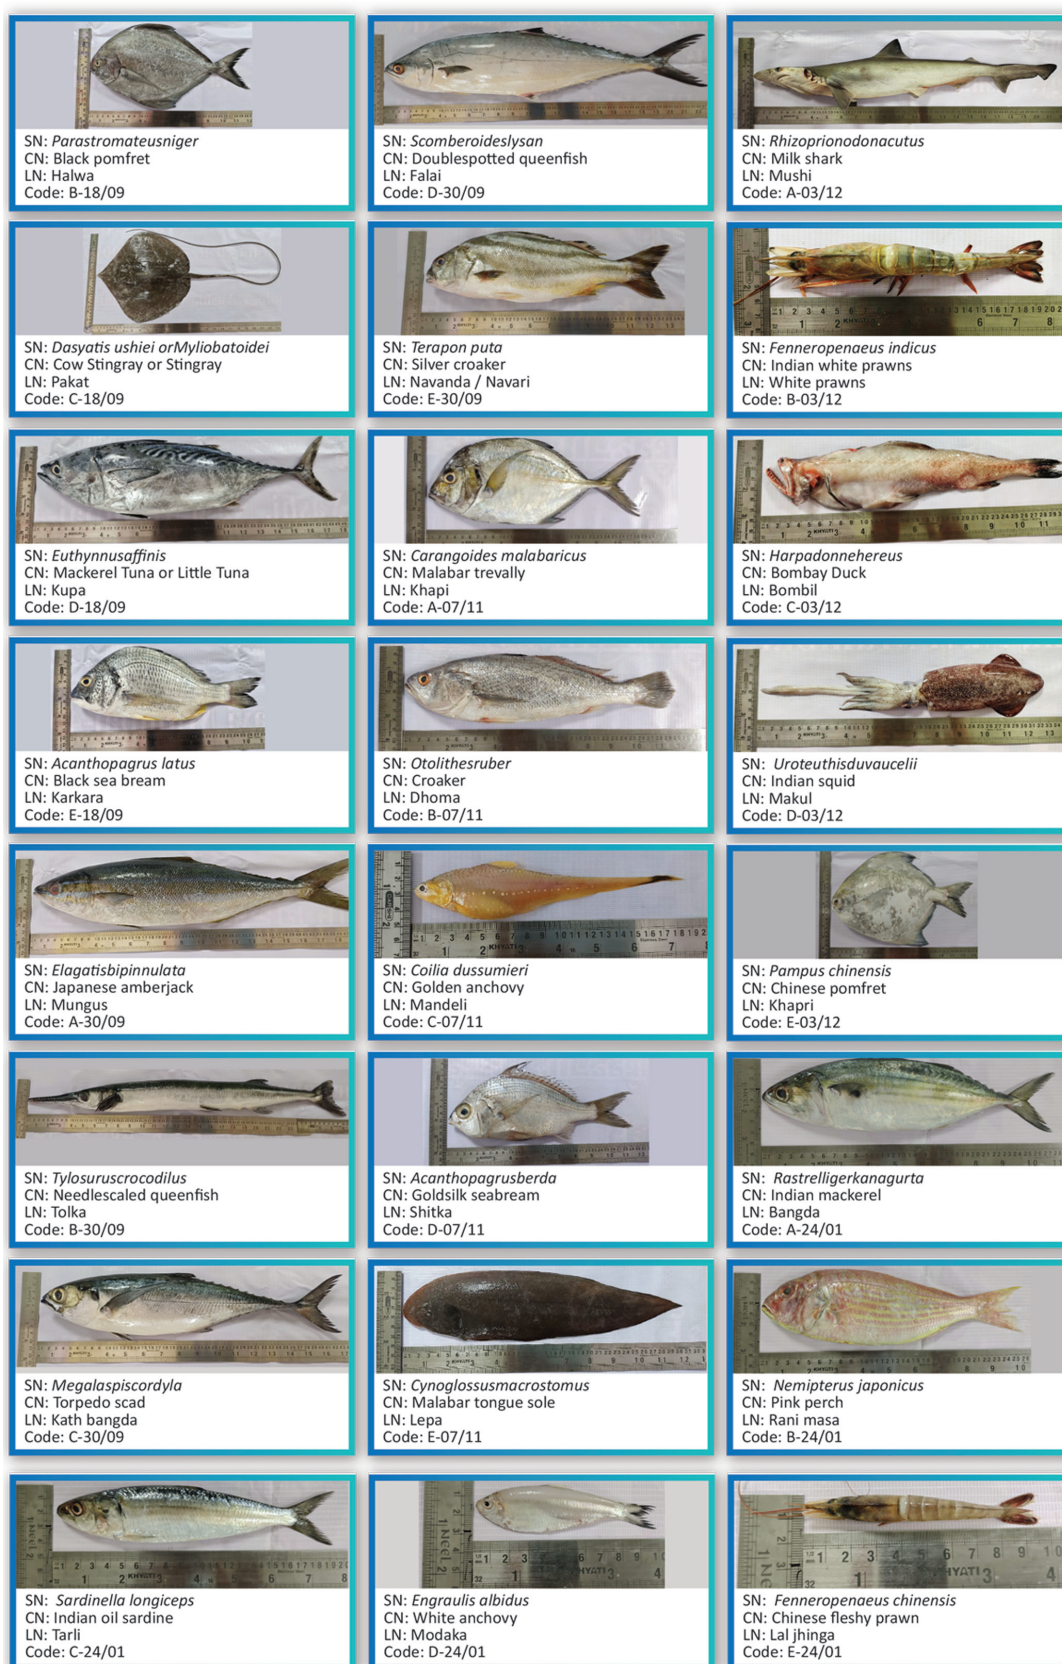 SN: Parastromateusniger
CN: Black pomfret
LN: Halwa
Code: B-18/09
SN: Scomberoideslysan
CN: Doublespotted queenfish
LN: Falai
Code: D-30/09
SN: Rhizoprionodonacutus
CN: Milk shark
LN: Mushi
Code: A-03/12
SN: Dasyatis ushiei orMyliobatoidei
CN: Cow Stingray or Stingray
LN: Pakat
Code: C-18/09
SN: Terapon puta
CN: Silver croaker
LN: Navanda / Navari
Code: E-30/09
SN: Fenneropenaeus indicus
CN: Indian white prawns
LN: White prawns
Code: B-03/12
SN: Euthynnusaffinis
CN: Mackerel Tuna or Little Tuna
LN: Kupa
Code: D-18/09
SN: Carangoides malabaricus
CN: Malabar trevally
LN: Khapi
Code: A-07/11
SN: Harpadonnehereus
CN: Bombay Duck
LN: Bombil
Code: C-03/12
SN: Acanthopagrus latus
CN: Black sea bream
LN: Karkara
Code: E-18/09
SN: Otolithesruber
CN: Croaker
LN: Dhoma
Code: B-07/11
SN: Uroteuthisduvaucelii
CN: Indian squid
LN: Makul
Code: D-03/12
SN: Elagatisbipinnulata
CN: Japanese amberjack
LN: Mungus
Code: A-30/09
SN: Coilia dussumieri
CN: Golden anchovy
LN: Mandeli
Code: C-07/11
SN: Pampus chinensis
CN: Chinese pomfret
LN: Khapri
Code: E-03/12
SN: Tylosuruscrocodilus
CN: Needlescaled queenfish
LN: Tolka
Code: B-30/09
SN: Acanthopagrusberda
CN: Goldsilk seabream
LN: Shitka
Code: D-07/11
SN: Rastrelligerkanagurta
CN: Indian mackerel
LN: Bangda
Code: A-24/01
SN: Megalaspiscordyla
CN: Torpedo scad
LN: Kath bangda
Code: C-30/09
SN: Cynoglossusmacrostomus
CN: Malabar tongue sole
LN: Lepa
Code: E-07/11
SN: Nemipterus japonicus
CN: Pink perch
LN: Rani masa
Code: B-24/01
SN: Sardinella longiceps
CN: Indian oil sardine
LN: Tarli
Code: C-24/01
SN: Engraulis albidus
CN: White anchovy
LN: Modaka
Code: D-24/01
SN: Fenneropenaeus chinensis
CN: Chinese fleshy prawn
LN: Lal jhinga
Code: E-24/01